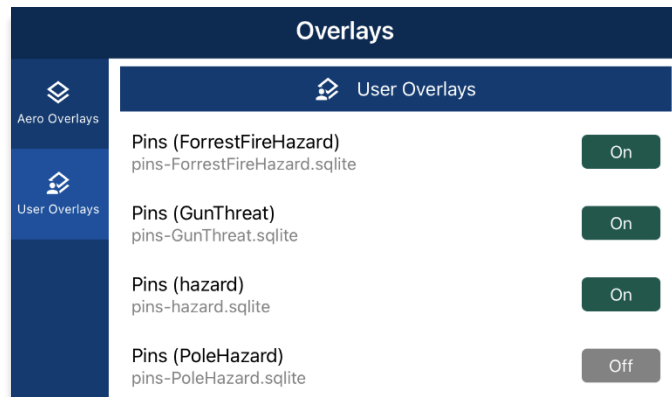 Overlays
Aero Overlays
User Overlays
User Overlays
Pins (ForrestFireHazard)
pins-ForrestFireHazard.sqlite
On
Pins (GunThreat)
pins-GunThreat.sqlite
On
Pins (hazard)
pins-hazard.sqlite
On
Pins (PoleHazard)
pins-PoleHazard.sqlite
Off